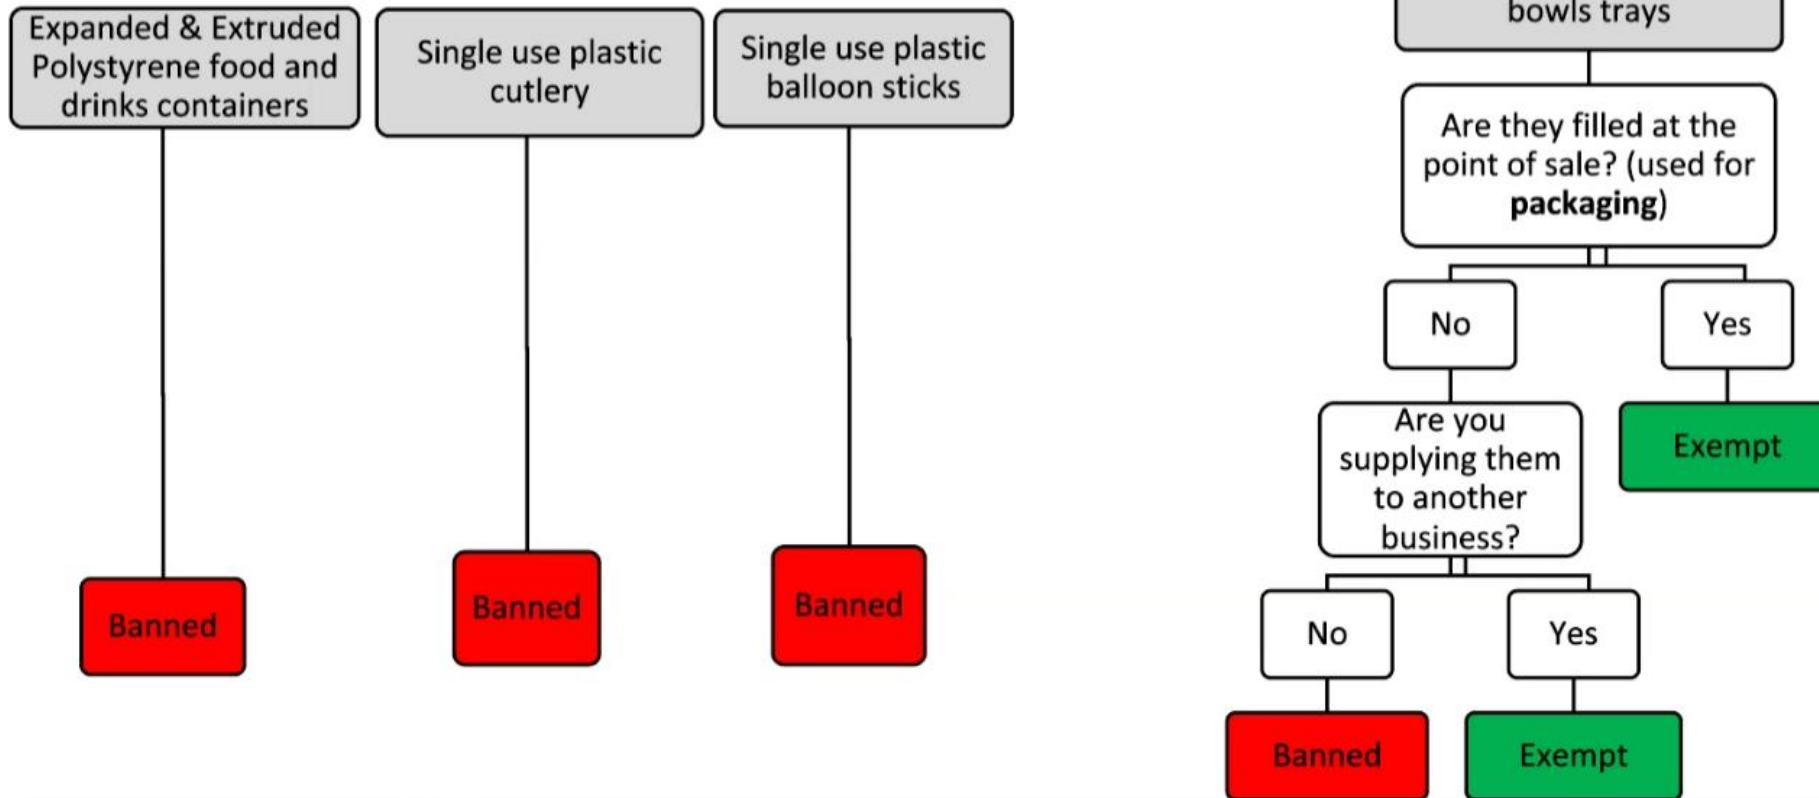 Expanded & Extruded
Polystyrene food and
drinks containers
Single use plastic
cutlery
Single use plastic
balloon sticks
Banned
Banned
Banned
bowls trays
Are they filled at the
point of sale? (used for
packaging)
No
Yes
Are you
supplying them
to another
business?
Exempt
No
Yes
Banned
Exempt